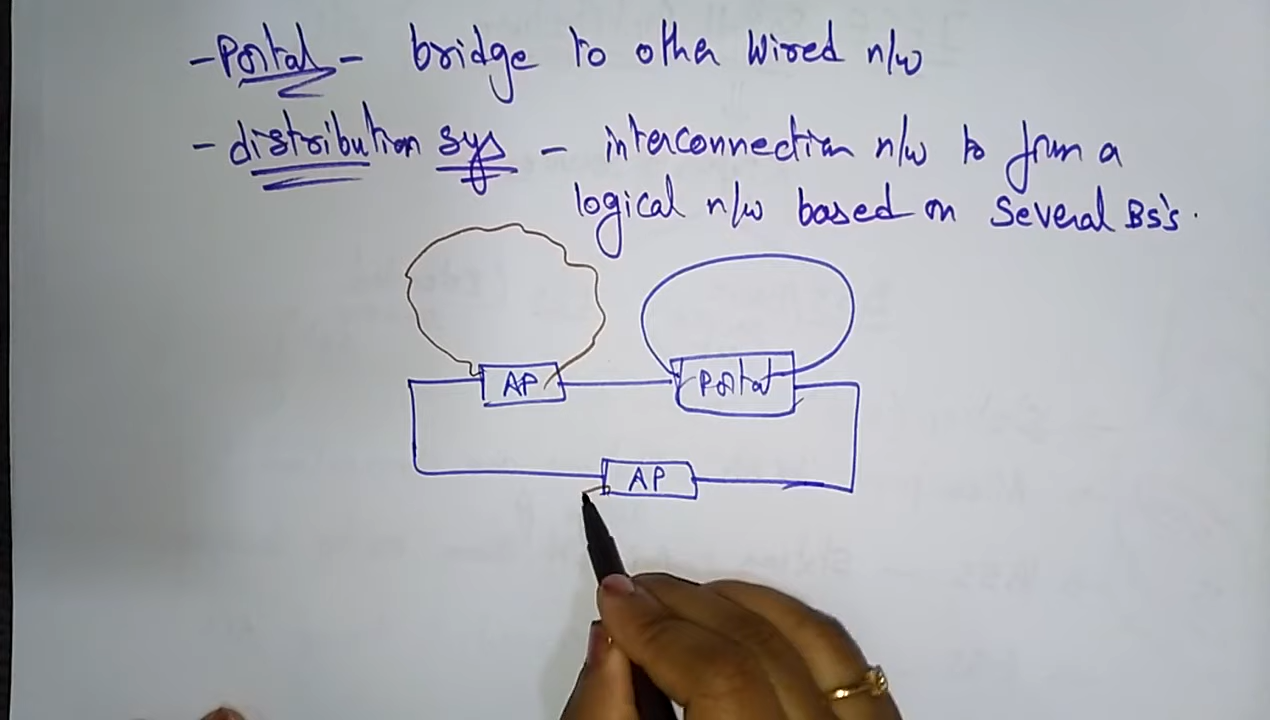 - Portal - bridge to other wired n/w
- distribution sys - interconnection n/w to form a
logical n/w based on several BS's.
AP
Portal
AP